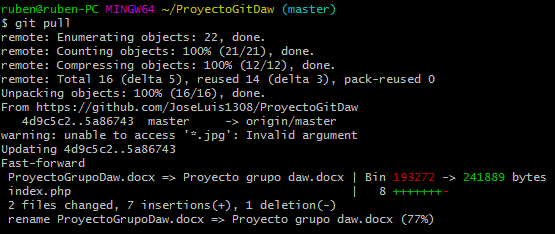 ruben@ruben-PC MINGW64 ~/ProyectoGitDaw (master)
$ git pull
remote: Enumerating objects: 22, done.
remote: Counting objects: 100% (21/21), done.
remote: Compressing objects: 100% (12/12), done.
remote: Total 16 (delta 5), reused 14 (delta 3), pack-reused 0
Unpacking objects: 100% (16/16), done.
From https://github.com/JoseLuis1308/ProyectoGitDaw
   4d9c5c2..5a86743  master     -> origin/master
warning: unable to access '*.jpg': Invalid argument
Updating 4d9c5c2..5a86743
Fast-forward
 ProyectoGrupoDaw.docx => Proyecto grupo daw.docx | Bin 193272 -> 241889 bytes
 index.php                                        |   8 +++++++-
 2 files changed, 7 insertions(+), 1 deletion(-)
 rename ProyectoGrupoDaw.docx => Proyecto grupo daw.docx (77%)